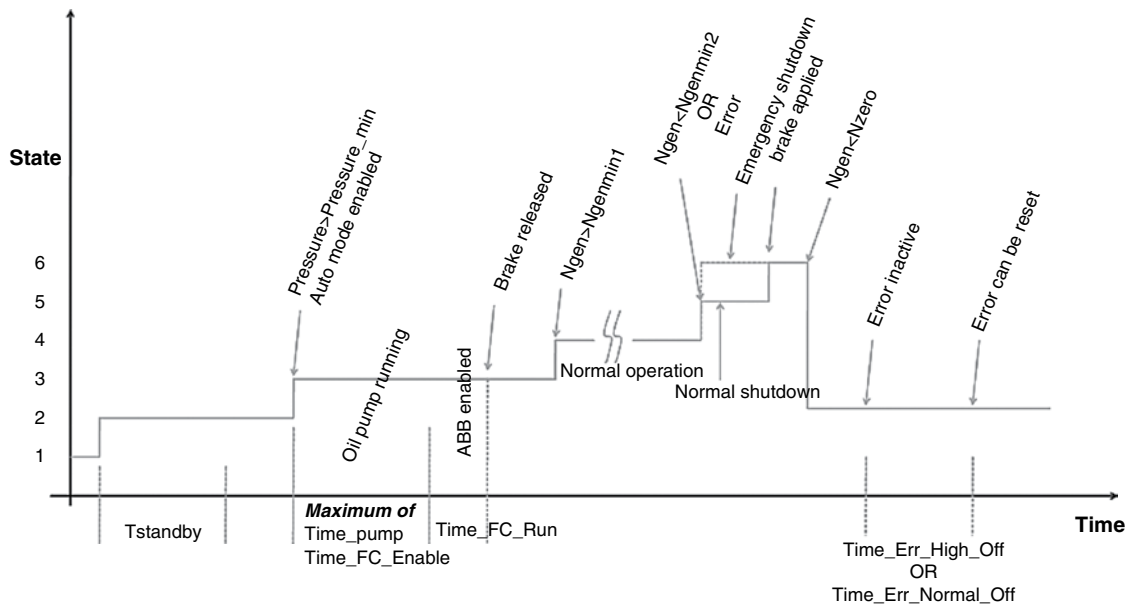 State
6
5
4
3
2
1
Pressure>Pressure_min
Auto mode enabled
Oil pump running
ABB enabled
Brake released
Ngen>Ngenmin1
Normal operation
Ngen<Ngenmin2
OR
Error
Emergency shutdown
brake applied
Normal shutdown
Ngen<Nzero
Error inactive
Error can be reset
Time
Tstandby
Maximum of
Time_pump
Time_FC_Enable
Time_FC_Run
Time_Err_High_Off
OR
Time_Err_Normal_Off